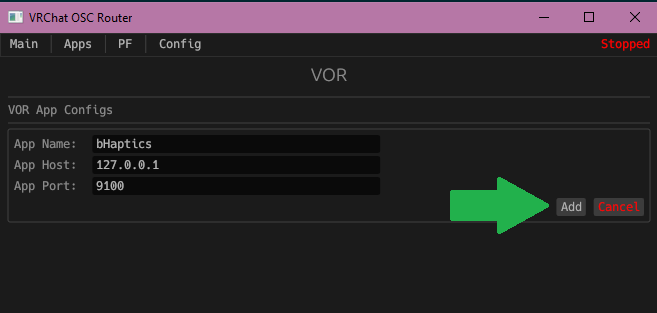 VRChat OSC Router
Main Apps PF Config Stopped
VOR
VOR App Configs
App Name: bHaptics
App Host: 127.0.0.1
App Port: 9100
Add Cancel